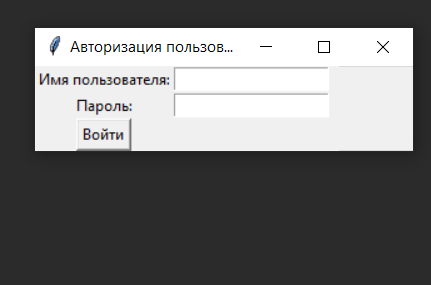 Авторизация пользов...
Имя пользователя:
Пароль:
Войти